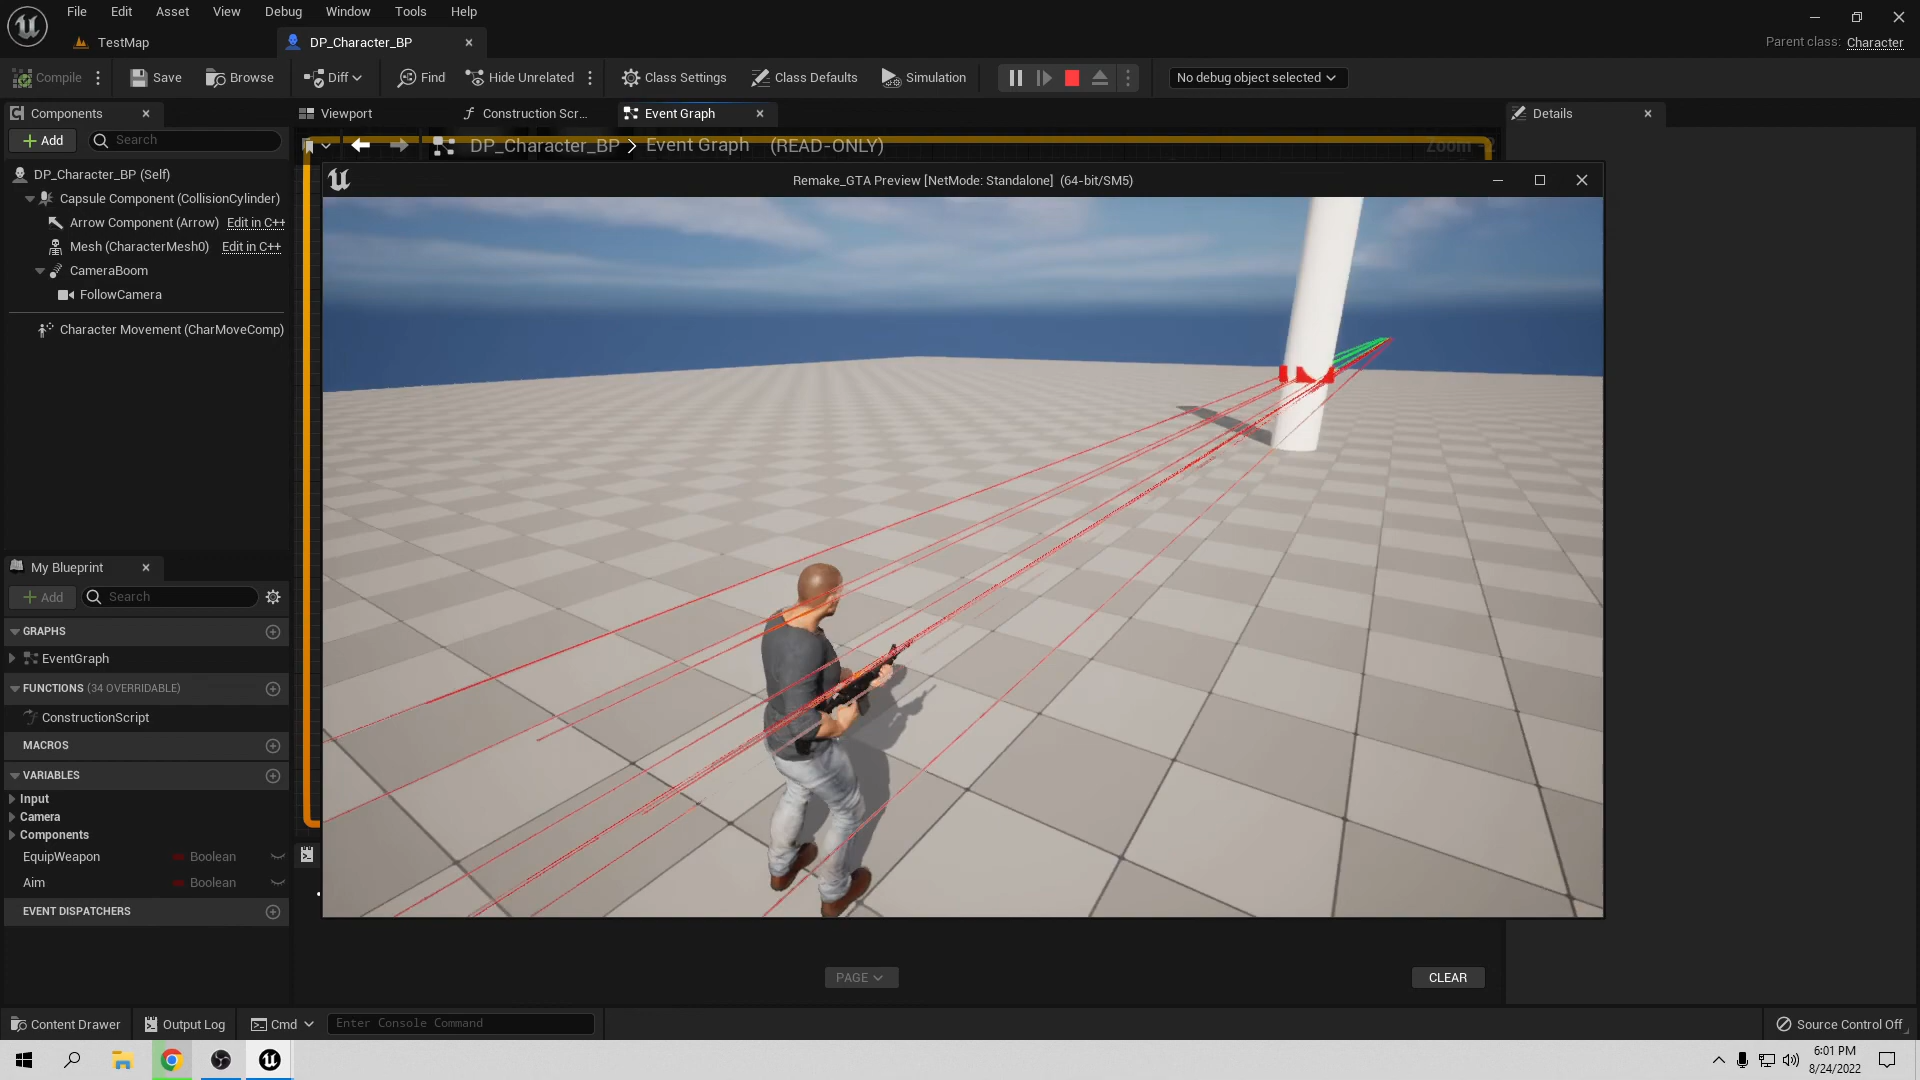 File Edit Asset View Debug Window Tools Help
TestMap
DP_Character_BP
Parent class: Character
Compile
Save
Browse
Diff
Find
Hide Unrelated
Class Settings
Class Defaults
Simulation
No debug object selected
Components
Viewport
Construction Scr...
Event Graph
Details
Add
Search
DP_Character_BP > Event Graph (READ-ONLY)
Zoom -2
DP_Character_BP (Self)
Capsule Component (CollisionCylinder)
Arrow Component (Arrow) Edit in C++
Mesh (CharacterMesh0) Edit in C++
CameraBoom
FollowCamera
Character Movement (CharMoveComp)
Remake_GTA Preview [NetMode: Standalone] (64-bit/SM5)
My Blueprint
Add
Search
GRAPHS
EventGraph
FUNCTIONS (34 OVERRIDABLE)
ConstructionScript
MACROS
VARIABLES
Input
Camera
Components
EquipWeapon Boolean
Aim Boolean
EVENT DISPATCHERS
PAGE
CLEAR
Content Drawer
Output Log
Cmd
Enter Console Command
Source Control Off
6:01 PM
8/24/2022